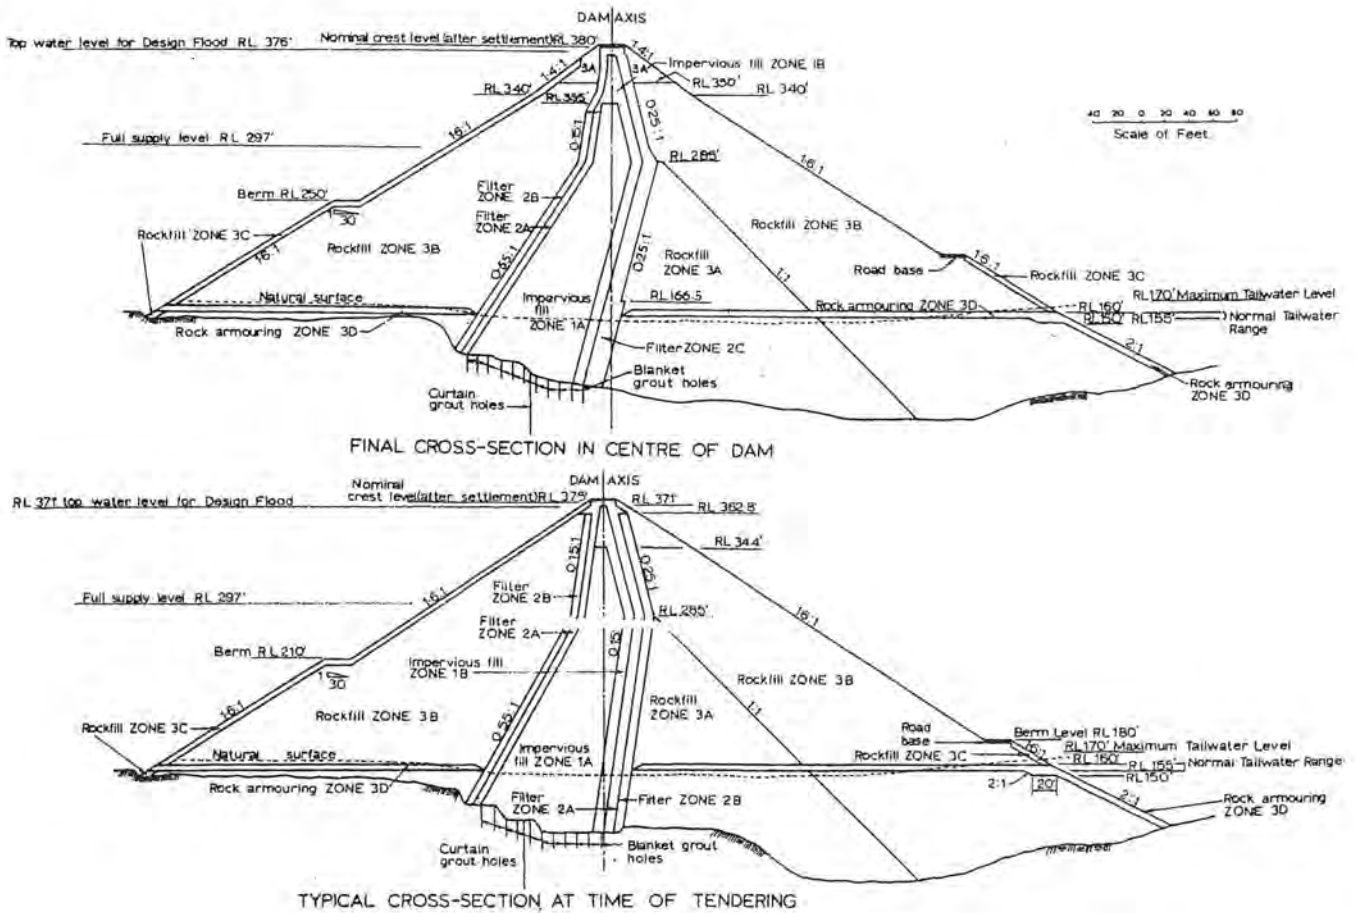 DAM AXIS
Top water level for Design Flood RL 376'
Nominal crest level (after settlement) RL 380'
1·4:1
1·4:1
3A
3A
Impervious fill ZONE 1B
RL 340'
RL 355'
RL 350'
RL 340'
40 20 0 20 40 60 80
Scale of Feet
Full supply level RL 297'
1·6:1
0·15:1
0·25:1
RL 285'
1·6:1
Berm RL 250'
1
30
Filter
ZONE 2B
Filter
ZONE 2A
Rockfill ZONE 3C
1·6:1
Rockfill ZONE 3B
0·55:1
Rockfill ZONE 3B
Rockfill
ZONE 3A
0·25:1
1:1
Road base
1·6:1
Rockfill ZONE 3C
Natural surface
Impervious
fill
ZONE 1A
RL 166·5
Rock armouring ZONE 3D
RL 170' Maximum Tailwater Level
RL 160'
RL 150' RL 155'
Normal Tailwater
Range
Rock armouring ZONE 3D
Filter ZONE 2C
2:1
Blanket
grout holes
Curtain
grout holes
Rock
armouring
ZONE 3D
FINAL CROSS-SECTION IN CENTRE OF DAM
DAM AXIS
RL 371' top water level for Design Flood
Nominal
crest level (after settlement) RL 375'
RL 371'
RL 362·8'
RL 344'
0·15:1
0·25:1
Filter
ZONE 2B
Full supply level RL 297'
1·6:1
1·6:1
RL 285'
Filter
ZONE 2A
Berm RL 210'
1
30
Impervious fill
ZONE 1B
0·15
Rockfill ZONE 3C
1·6:1
Rockfill ZONE 3B
0·55:1
Rockfill ZONE 3B
Rockfill
ZONE 3A
1:1
Road
base
Berm Level RL 180'
Rockfill ZONE 3C
RL 170' Maximum Tailwater Level
RL 160'
RL 155'
Normal Tailwater Range
RL 150'
Natural surface
Impervious
fill ZONE 1A
Rock armouring ZONE 3D
Filter
ZONE 2A
Filter ZONE 2B
2:1
20'
2:1
Rock
armouring
ZONE 3D
Curtain
grout holes
Blanket grout
holes
TYPICAL CROSS-SECTION AT TIME OF TENDERING